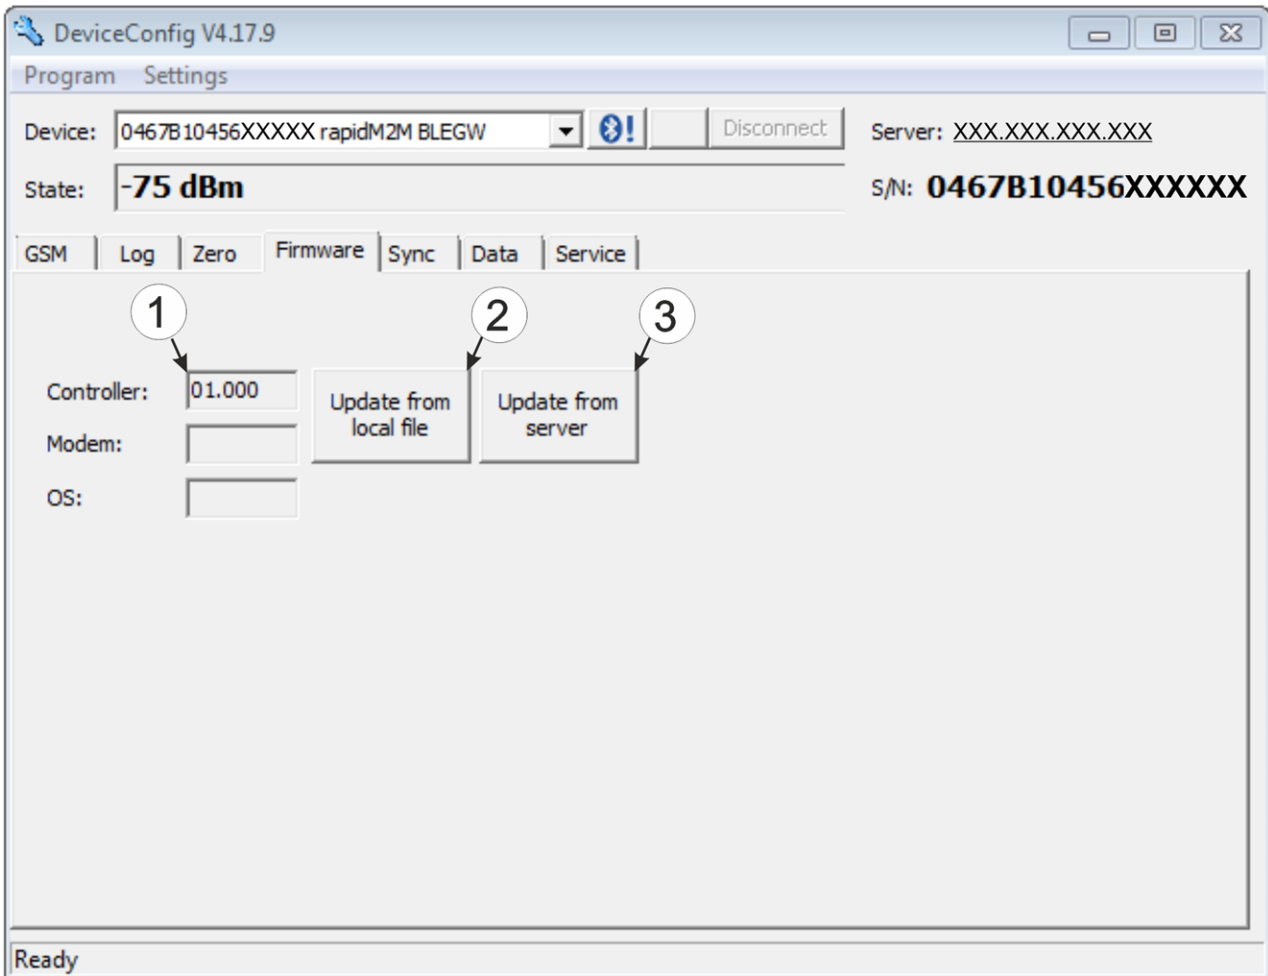 DeviceConfig V4.17.9
Program Settings
Device: 0467B10456XXXXX rapidM2M BLEGW ! Disconnect Server: XXX.XXX.XXX.XXX
State: -75 dBm S/N: 0467B10456XXXXXX
GSM Log Zero Firmware Sync Data Service
1 2 3
Controller: 01.000
Update from local file
Update from server
Modem:
OS:
Ready